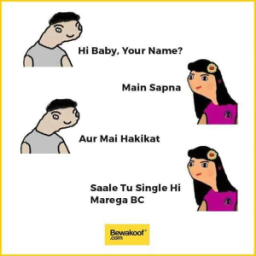 Hi Baby, Your Name?
Main Sapna
Aur Mai Hakikat
Saale Tu Single Hi
Marega BC
Bewakoof
.com